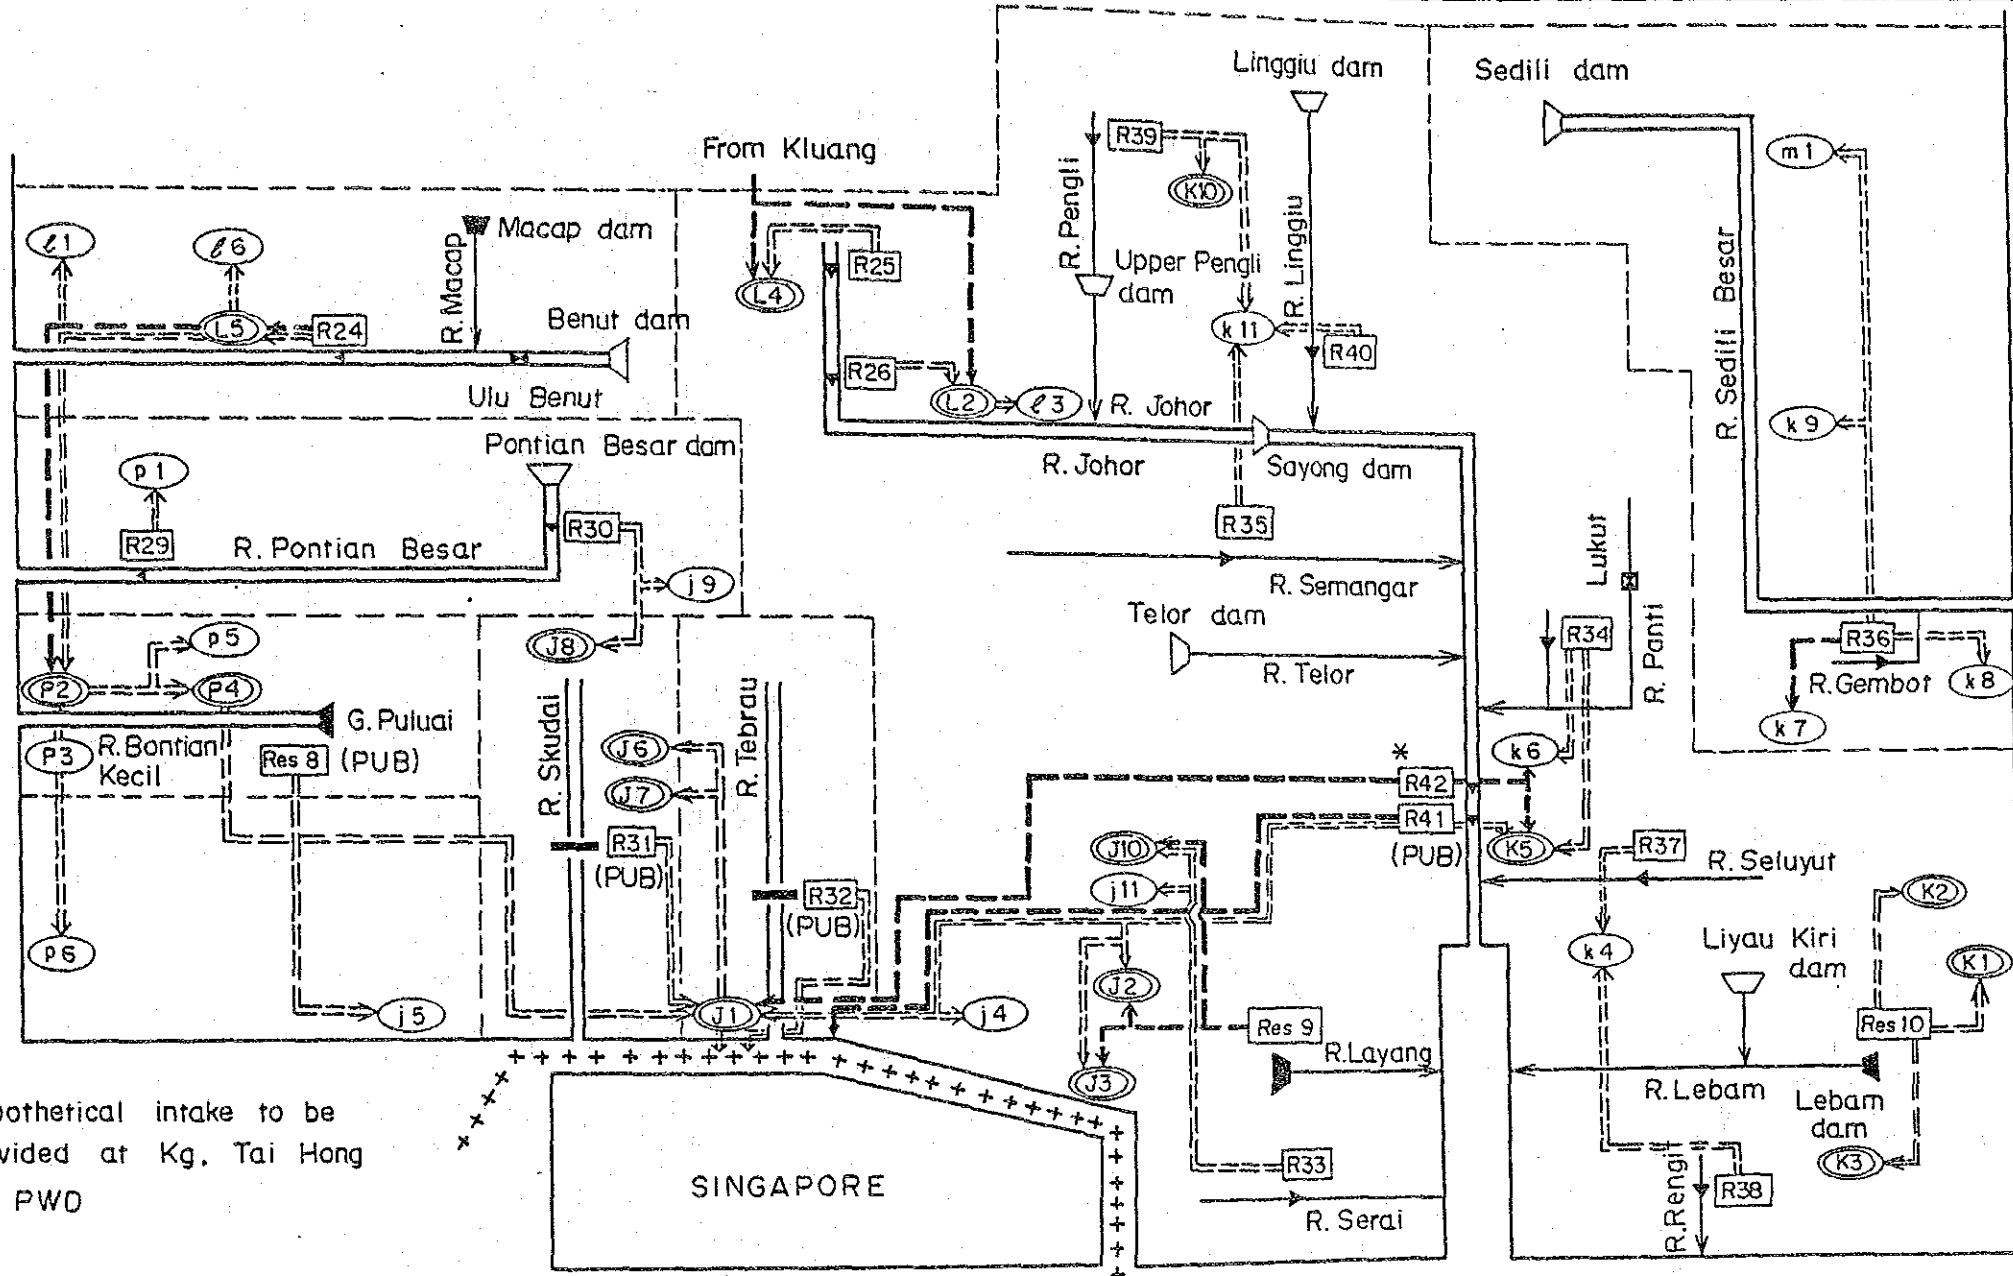 Linggiu dam
Sedili dam
From Kluang
R39
m1
K10
R. Pengli
R. Linggiu
ℓ1
ℓ6
Macap dam
R. Macap
R25
L4
Upper Pengli
dam
R. Sedili Besar
L5
R24
Benut dam
k11
R40
Ulu Benut
R26
L2
ℓ3
R. Johor
k9
Pontian Besar dam
R. Johor
Sayong dam
p1
R29
R. Pontian Besar
R30
R35
Lukut
j9
R. Semangar
Telor dam
R34
R. Panti
R36
p5
J8
R. Telor
R. Gembot
k8
P2
P4
G. Puluai
k7
P3
R. Bontian
Kecil
Res 8
(PUB)
R. Skudai
J6
R. Tebrau
J7
*
R42
k6
R41
(PUB)
K5
R31
(PUB)
J10
R37
R. Seluyut
R32
(PUB)
j11
K2
p6
k4
Liyau Kiri
dam
K1
J2
j5
J1
j4
Res 9
Res 10
R. Layang
J3
R. Lebam
Lebam
dam
pothetical intake to be
vided at Kg. Tai Hong
PWD
SINGAPORE
R33
K3
R. Serai
R. Rengit
R38